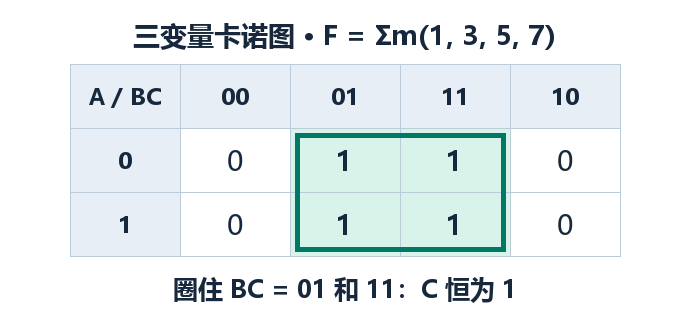 三变量卡诺图 • F = Σm(1, 3, 5, 7)
A / BC 00 01 11 10
0 0 1 1 0
1 0 1 1 0
圈住 BC = 01 和 11：C 恒为 1